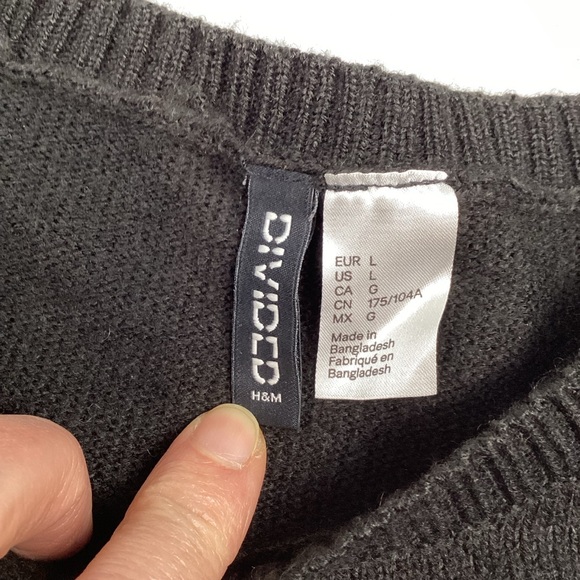 DIVIDED
H&M
EUR L
US L
CA G
CN 175/104A
MX G
Made in
Bangladesh
Fabriqué en
Bangladesh